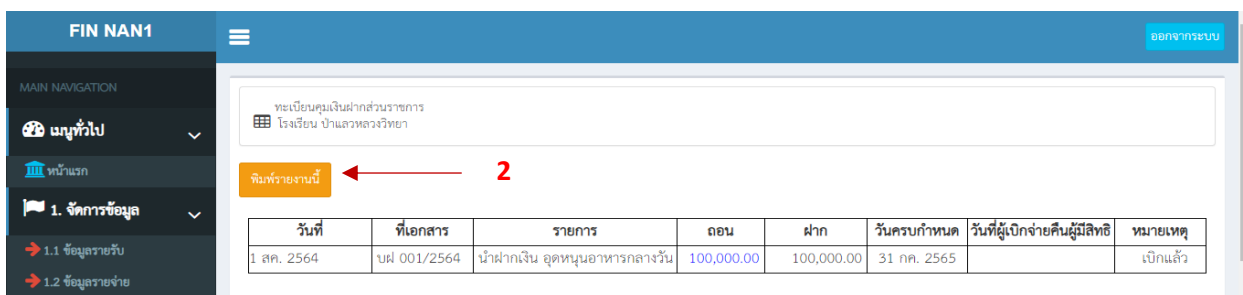 FIN NAN1
ออกจากระบบ
MAIN NAVIGATION
เมนูทั่วไป
หน้าแรก
1. จัดการข้อมูล
1.1 ข้อมูลรายรับ
1.2 ข้อมูลรายจ่าย
ทะเบียนคุมเงินฝากส่วนราชการ
โรงเรียน ป่าแลวหลวงวิทยา
พิมพ์รายงานนี้ 2
วันที่ ที่เอกสาร รายการ ถอน ฝาก วันครบกำหนด วันที่ผู้เบิกจ่ายคืนผู้มีสิทธิ หมายเหตุ
1 สค. 2564 บฝ 001/2564 นำฝากเงิน อุดหนุนอาหารกลางวัน 100,000.00 100,000.00 31 กค. 2565 เบิกแล้ว